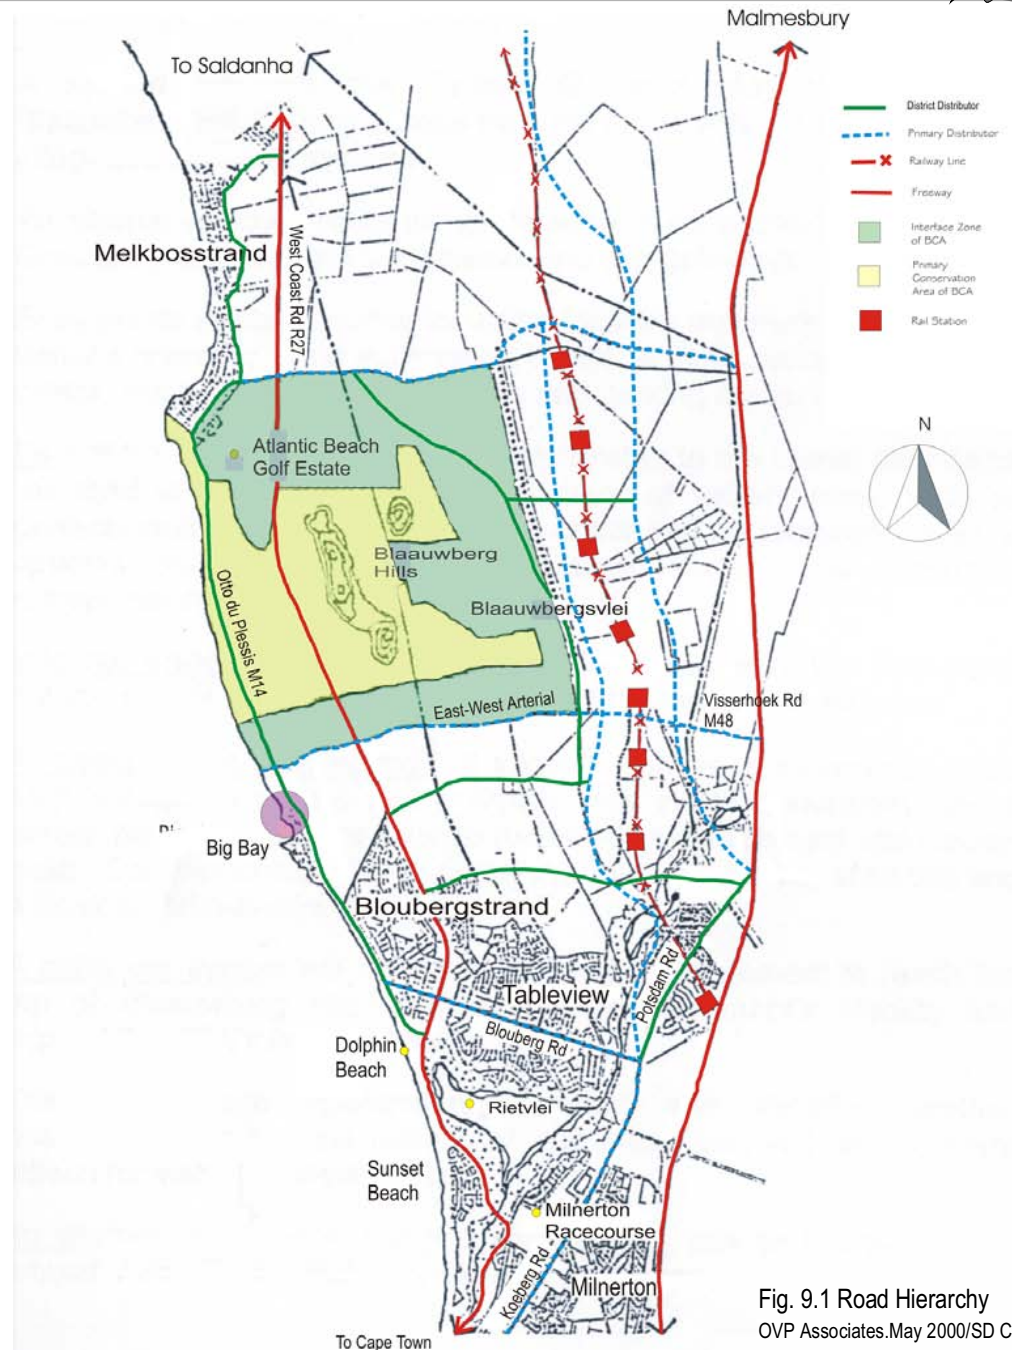 Malmesbury
To Saldanha
District Distributor
Primary Distributor
Railway Line
Freeway
Interface Zone
of BCA
Primary
Conservation
Area of BCA
Rail Station
Melkbosstrand
West Coast Rd R27
N
Atlantic Beach
Golf Estate
Blaauwberg
Hills
Blaauwbergsvlei
Otto du Plessis M14
East-West Arterial
Visserhoek Rd
M48
Big Bay
Bloubergstrand
Tableview
Potsdam Rd
Blouberg Rd
Dolphin
Beach
Rietvlei
Sunset
Beach
Milnerton
Racecourse
Koeberg Rd
Milnerton
To Cape Town
Fig. 9.1 Road Hierarchy
OVP Associates.May 2000/SD C